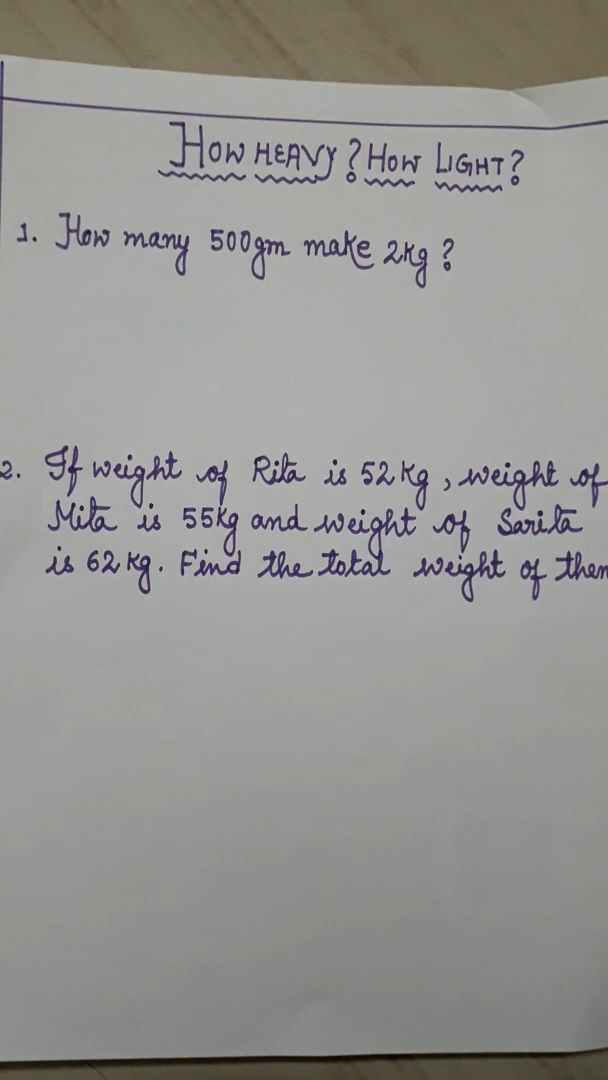 HOW HEAVY? HOW LIGHT?
1. How many 500gm make 2kg?
2. If weight of Rita is 52kg, weight of
Mita is 55kg and weight of Sarita
is 62kg. Find the total weight of them